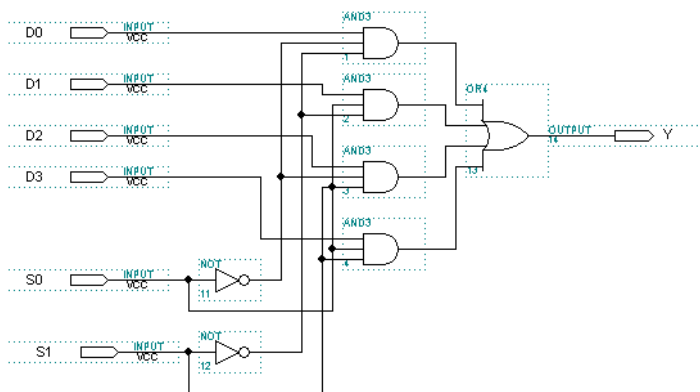 AND3
D0 INPUT VCC
1
D1 INPUT VCC
AND3
OR4
2
D2 INPUT VCC
OUTPUT Y
14
AND3
D3 INPUT VCC
13
3
AND3
4
S0 INPUT VCC
NOT
11
S1 INPUT VCC
NOT
12